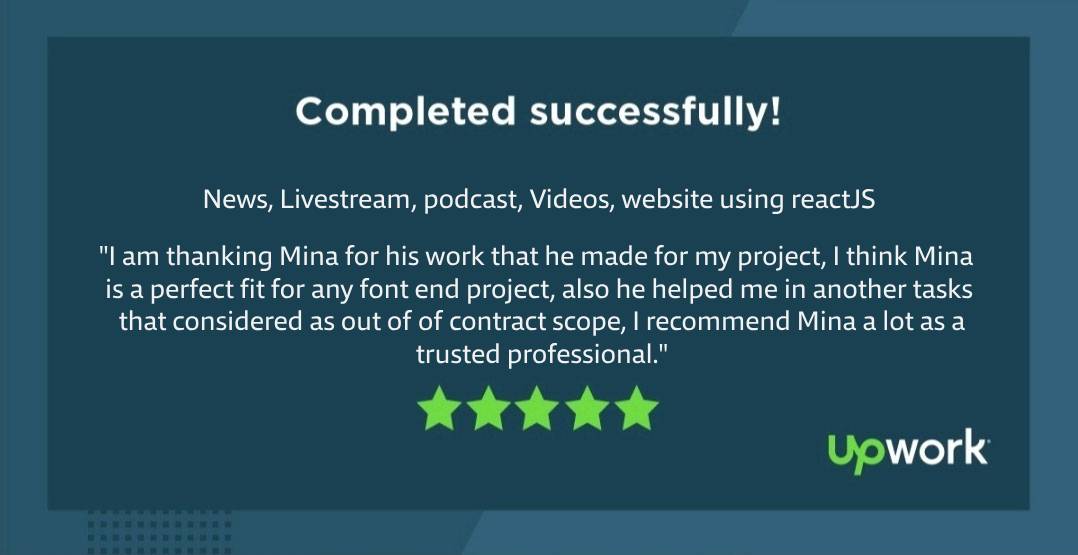 Completed successfully!
News, Livestream, podcast, Videos, website using reactJS
"I am thanking Mina for his work that he made for my project, I think Mina
is a perfect fit for any font end project, also he helped me in another tasks
that considered as out of of contract scope, I recommend Mina a lot as a
trusted professional."
upwork